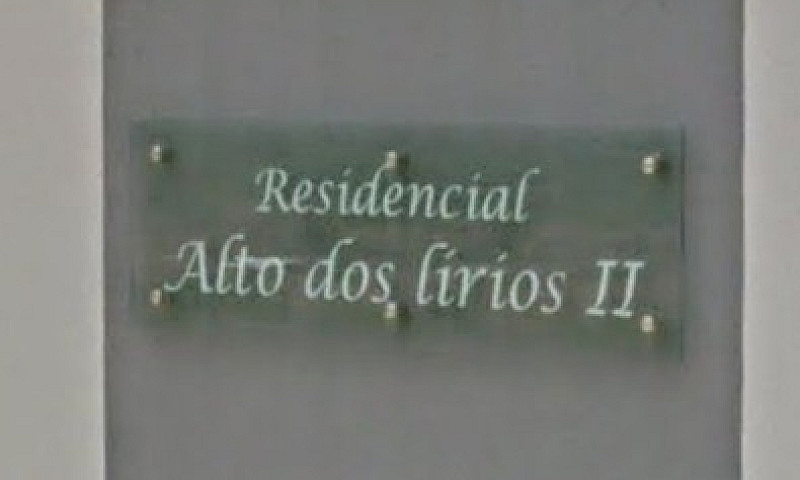 Residencial
Alto dos lírios II